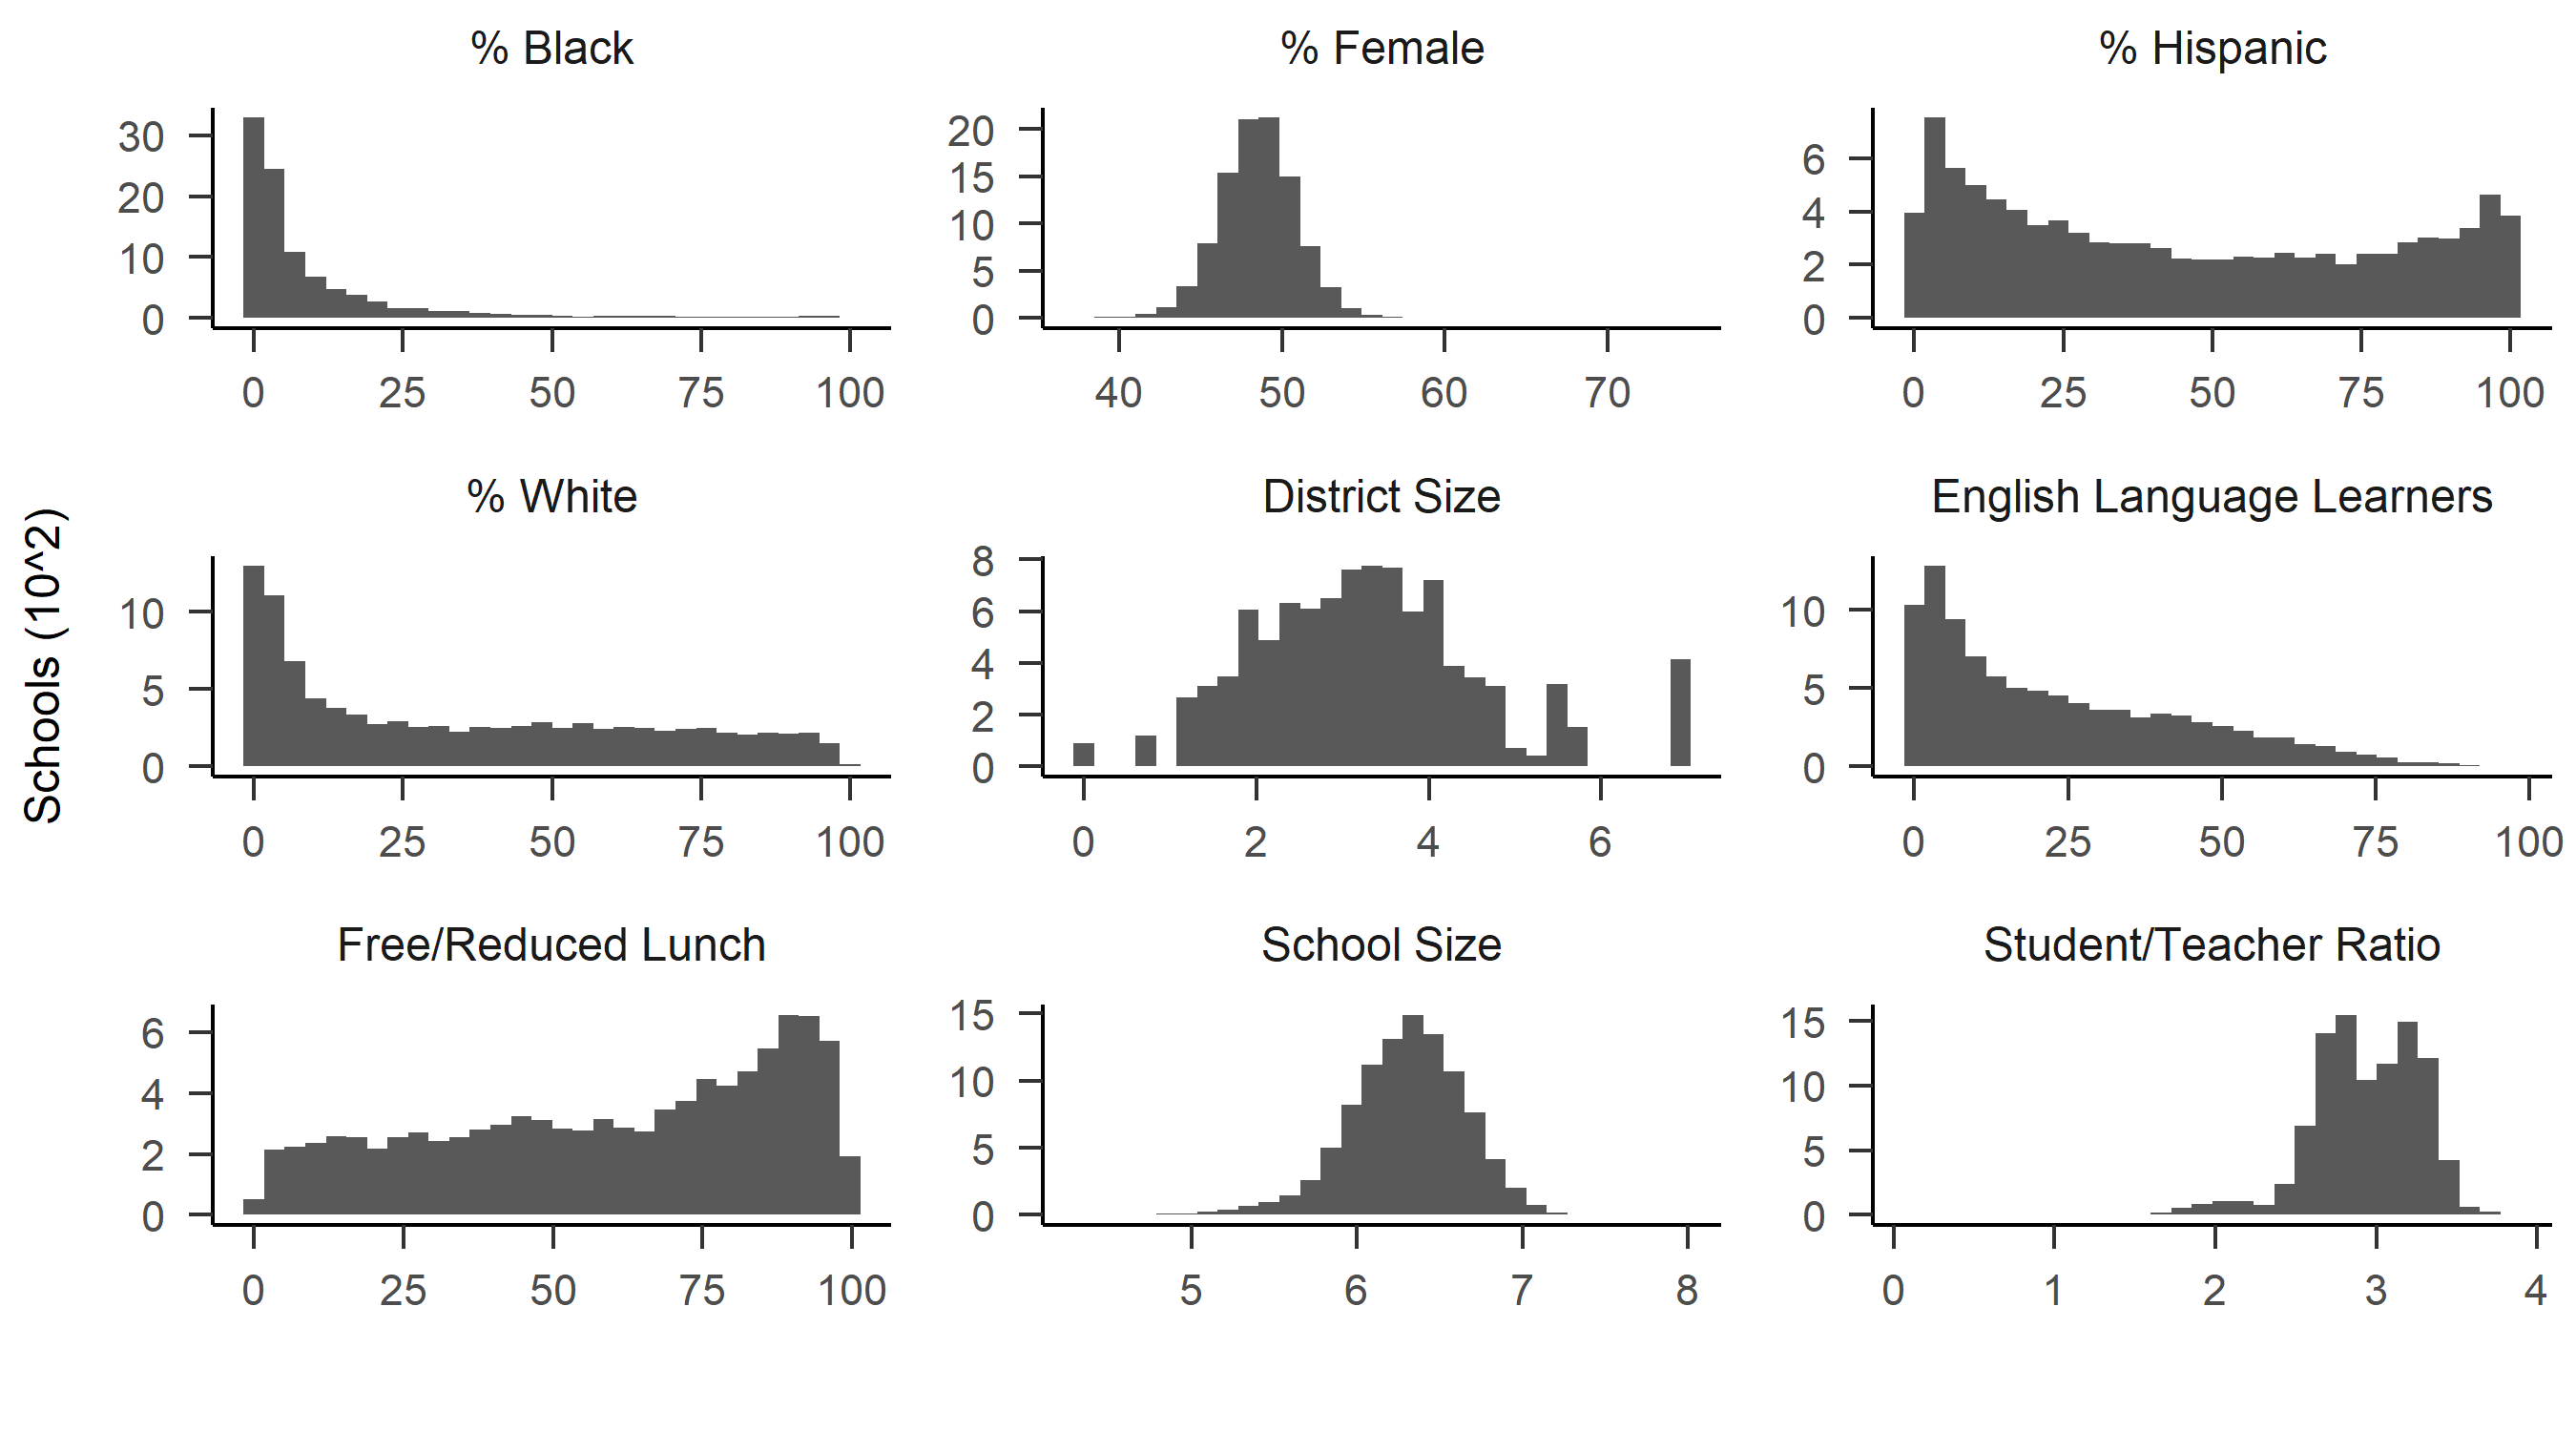 % Black
% Female
% Hispanic
30
20
10
0
20
15
10
5
0
6
4
2
0
0 25 50 75 100
40 50 60 70
0 25 50 75 100
Schools (10^2)
% White
District Size
English Language Learners
10
5
0
8
6
4
2
0
10
5
0
0 25 50 75 100
0 2 4 6
0 25 50 75 100
Free/Reduced Lunch
School Size
Student/Teacher Ratio
6
4
2
0
15
10
5
0
15
10
5
0
0 25 50 75 100
5 6 7 8
0 1 2 3 4